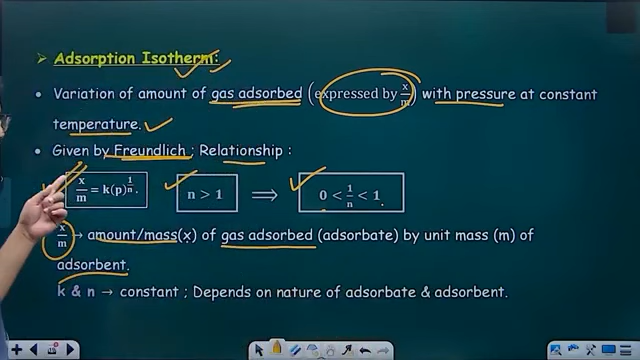 ➢ Adsorption Isotherm:
• Variation of amount of gas adsorbed (expressed by x/m) with pressure at constant
temperature.
• Given by Freundlich ; Relationship :
x/m = k(p)^(1/n). n > 1 ⟹ 0 < 1/n < 1.
x/m → amount/mass(x) of gas adsorbed (adsorbate) by unit mass (m) of
adsorbent.
k & n → constant ; Depends on nature of adsorbate & adsorbent.